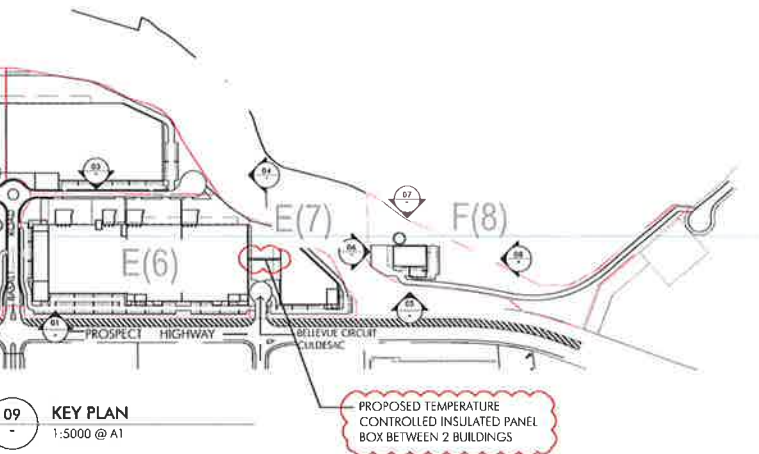 03
04
07
E(7)
F(8)
06
08
E(6)
05
01
PROSPECT HIGHWAY
BELLEVUE CIRCUIT
CULDESAC
09
KEY PLAN
-
1:5000 @ A1
PROPOSED TEMPERATURE
CONTROLLED INSULATED PANEL
BOX BETWEEN 2 BUILDINGS